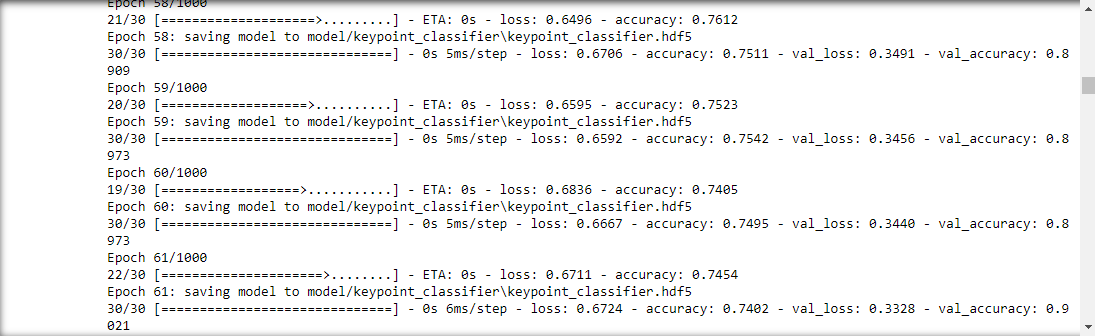 Epoch 58/1000
21/30 [====================>.........] - ETA: 0s - loss: 0.6496 - accuracy: 0.7612
Epoch 58: saving model to model/keypoint_classifier\keypoint_classifier.hdf5
30/30 [==============================] - 0s 5ms/step - loss: 0.6706 - accuracy: 0.7511 - val_loss: 0.3491 - val_accuracy: 0.8
909
Epoch 59/1000
20/30 [===================>..........] - ETA: 0s - loss: 0.6595 - accuracy: 0.7523
Epoch 59: saving model to model/keypoint_classifier\keypoint_classifier.hdf5
30/30 [==============================] - 0s 5ms/step - loss: 0.6592 - accuracy: 0.7542 - val_loss: 0.3456 - val_accuracy: 0.8
973
Epoch 60/1000
19/30 [==================>...........] - ETA: 0s - loss: 0.6836 - accuracy: 0.7405
Epoch 60: saving model to model/keypoint_classifier\keypoint_classifier.hdf5
30/30 [==============================] - 0s 5ms/step - loss: 0.6667 - accuracy: 0.7495 - val_loss: 0.3440 - val_accuracy: 0.8
973
Epoch 61/1000
22/30 [=====================>........] - ETA: 0s - loss: 0.6711 - accuracy: 0.7454
Epoch 61: saving model to model/keypoint_classifier\keypoint_classifier.hdf5
30/30 [==============================] - 0s 6ms/step - loss: 0.6724 - accuracy: 0.7402 - val_loss: 0.3328 - val_accuracy: 0.9
021